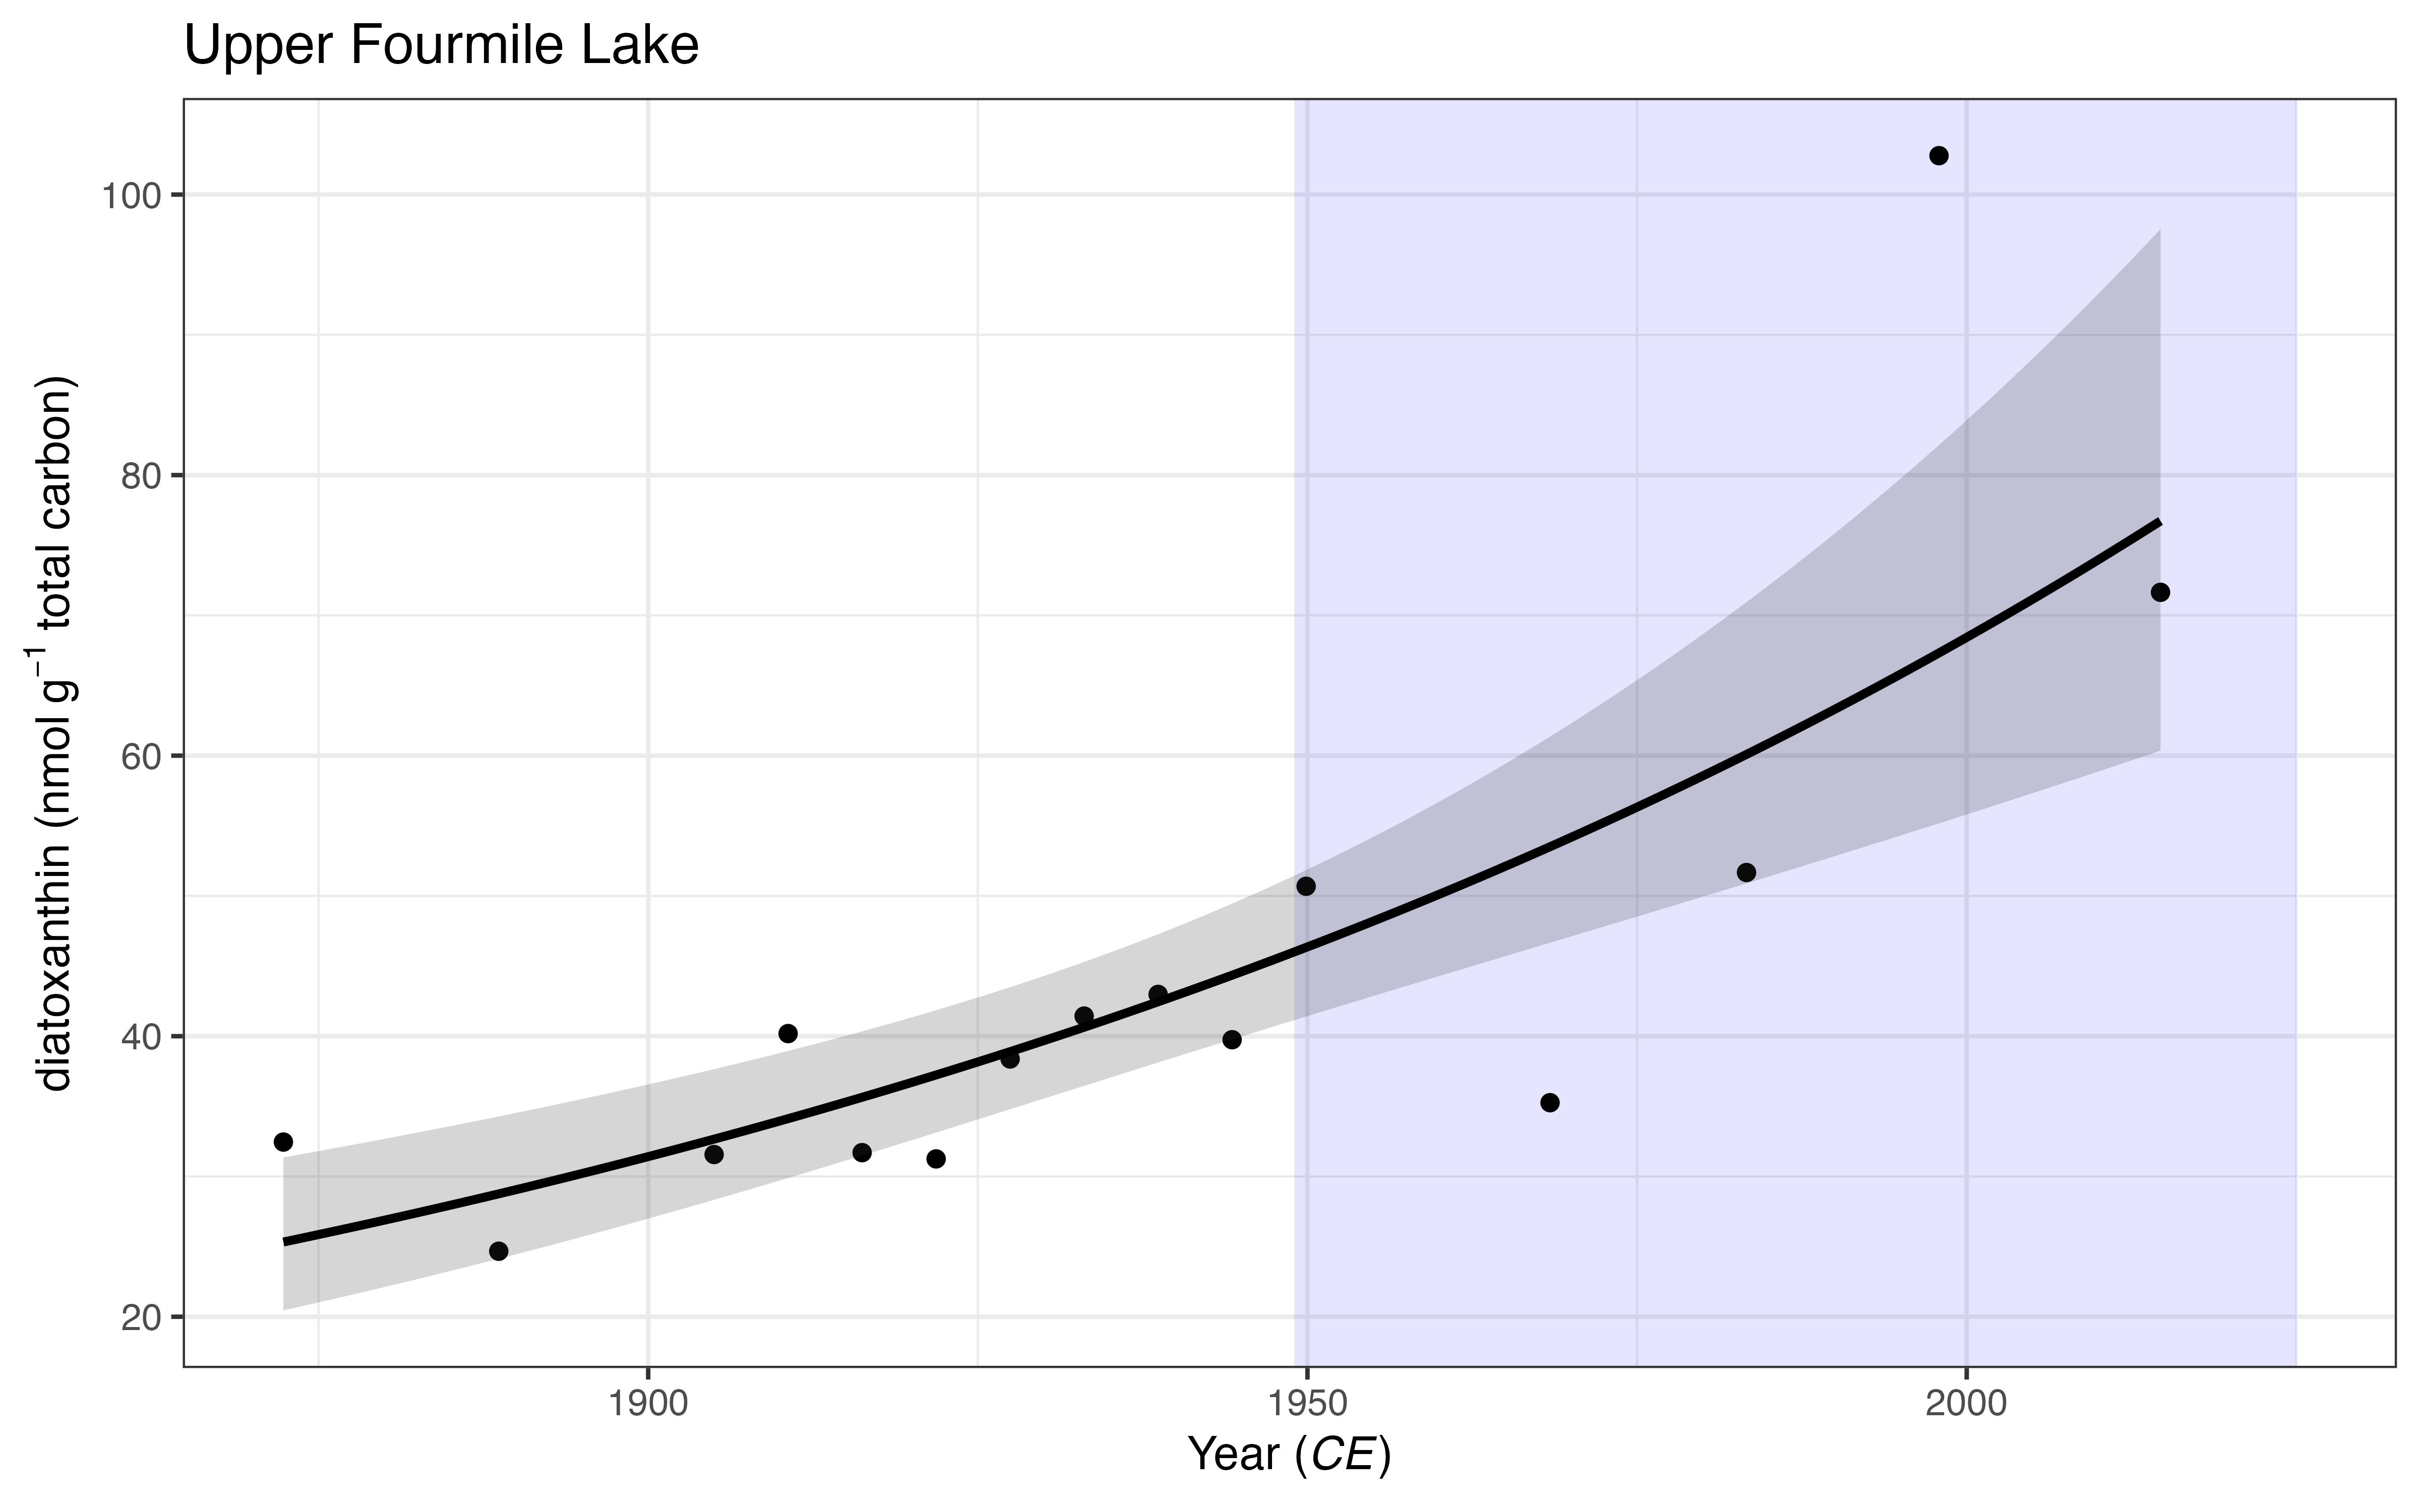 Upper Fourmile Lake
diatoxanthin (nmol g⁻¹ total carbon)
100
80
60
40
20
1900 1950 2000
Year (CE)